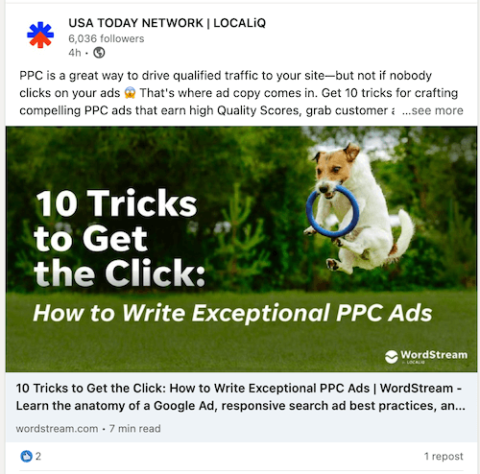 USA TODAY NETWORK | LOCALiQ
6,036 followers
4h •
PPC is a great way to drive qualified traffic to your site—but not if nobody
clicks on your ads 😱 That's where ad copy comes in. Get 10 tricks for crafting
compelling PPC ads that earn high Quality Scores, grab customer a ...see more
10 Tricks
to Get
the Click:
How to Write Exceptional PPC Ads
WordStream
by LOCALiQ
10 Tricks to Get the Click: How to Write Exceptional PPC Ads | WordStream -
Learn the anatomy of a Google Ad, responsive search ad best practices, an...
wordstream.com • 7 min read
2
1 repost